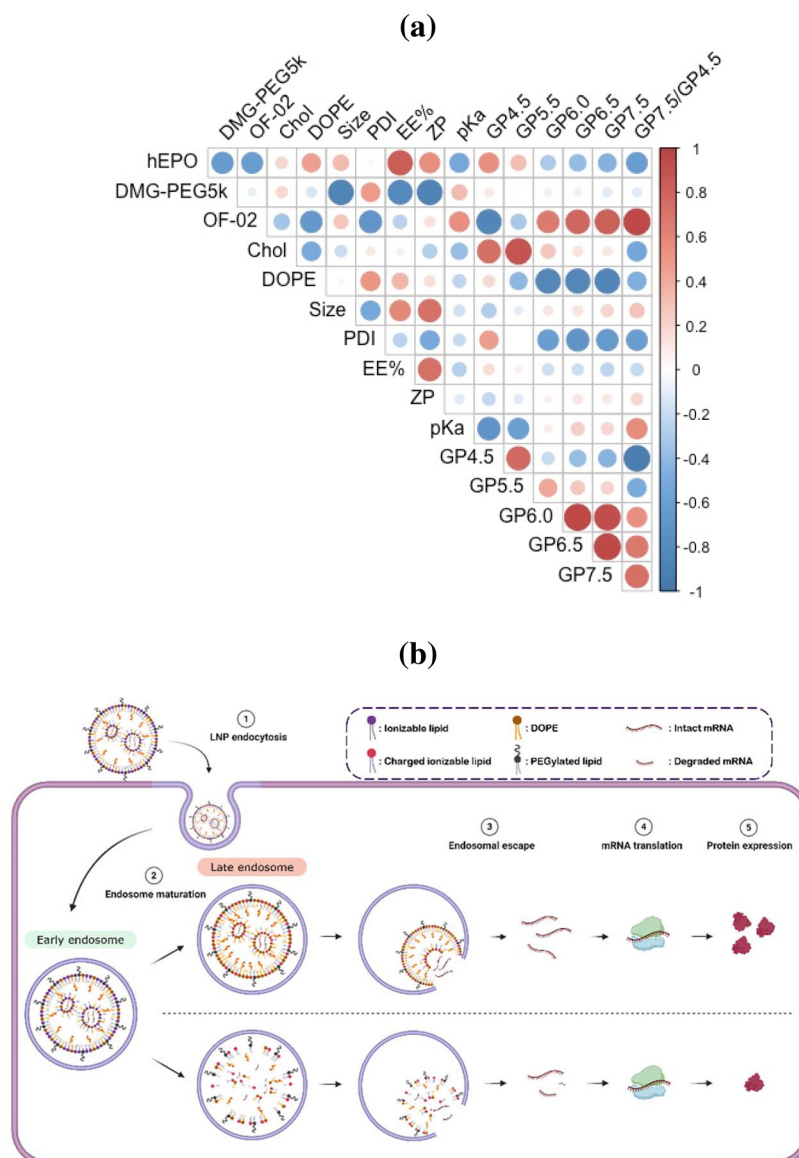 (a)
DMG-PEG5k
OF-02
Chol
DOPE
Size
PDI
EE%
ZP
pKa
GP4.5
GP5.5
GP6.0
GP6.5
GP7.5
GP7.5/GP4.5
hEPO
DMG-PEG5k
OF-02
Chol
DOPE
Size
PDI
EE%
ZP
pKa
GP4.5
GP5.5
GP6.0
GP6.5
GP7.5
1
0.8
0.6
0.4
0.2
0
-0.2
-0.4
-0.6
-0.8
-1
(b)
1
LNP endocytosis
: Ionizable lipid
: DOPE
: Intact mRNA
: Charged ionizable lipid
: PEGylated lipid
: Degraded mRNA
2
Endosome maturation
Late endosome
3
Endosomal escape
4
mRNA translation
5
Protein expression
Early endosome